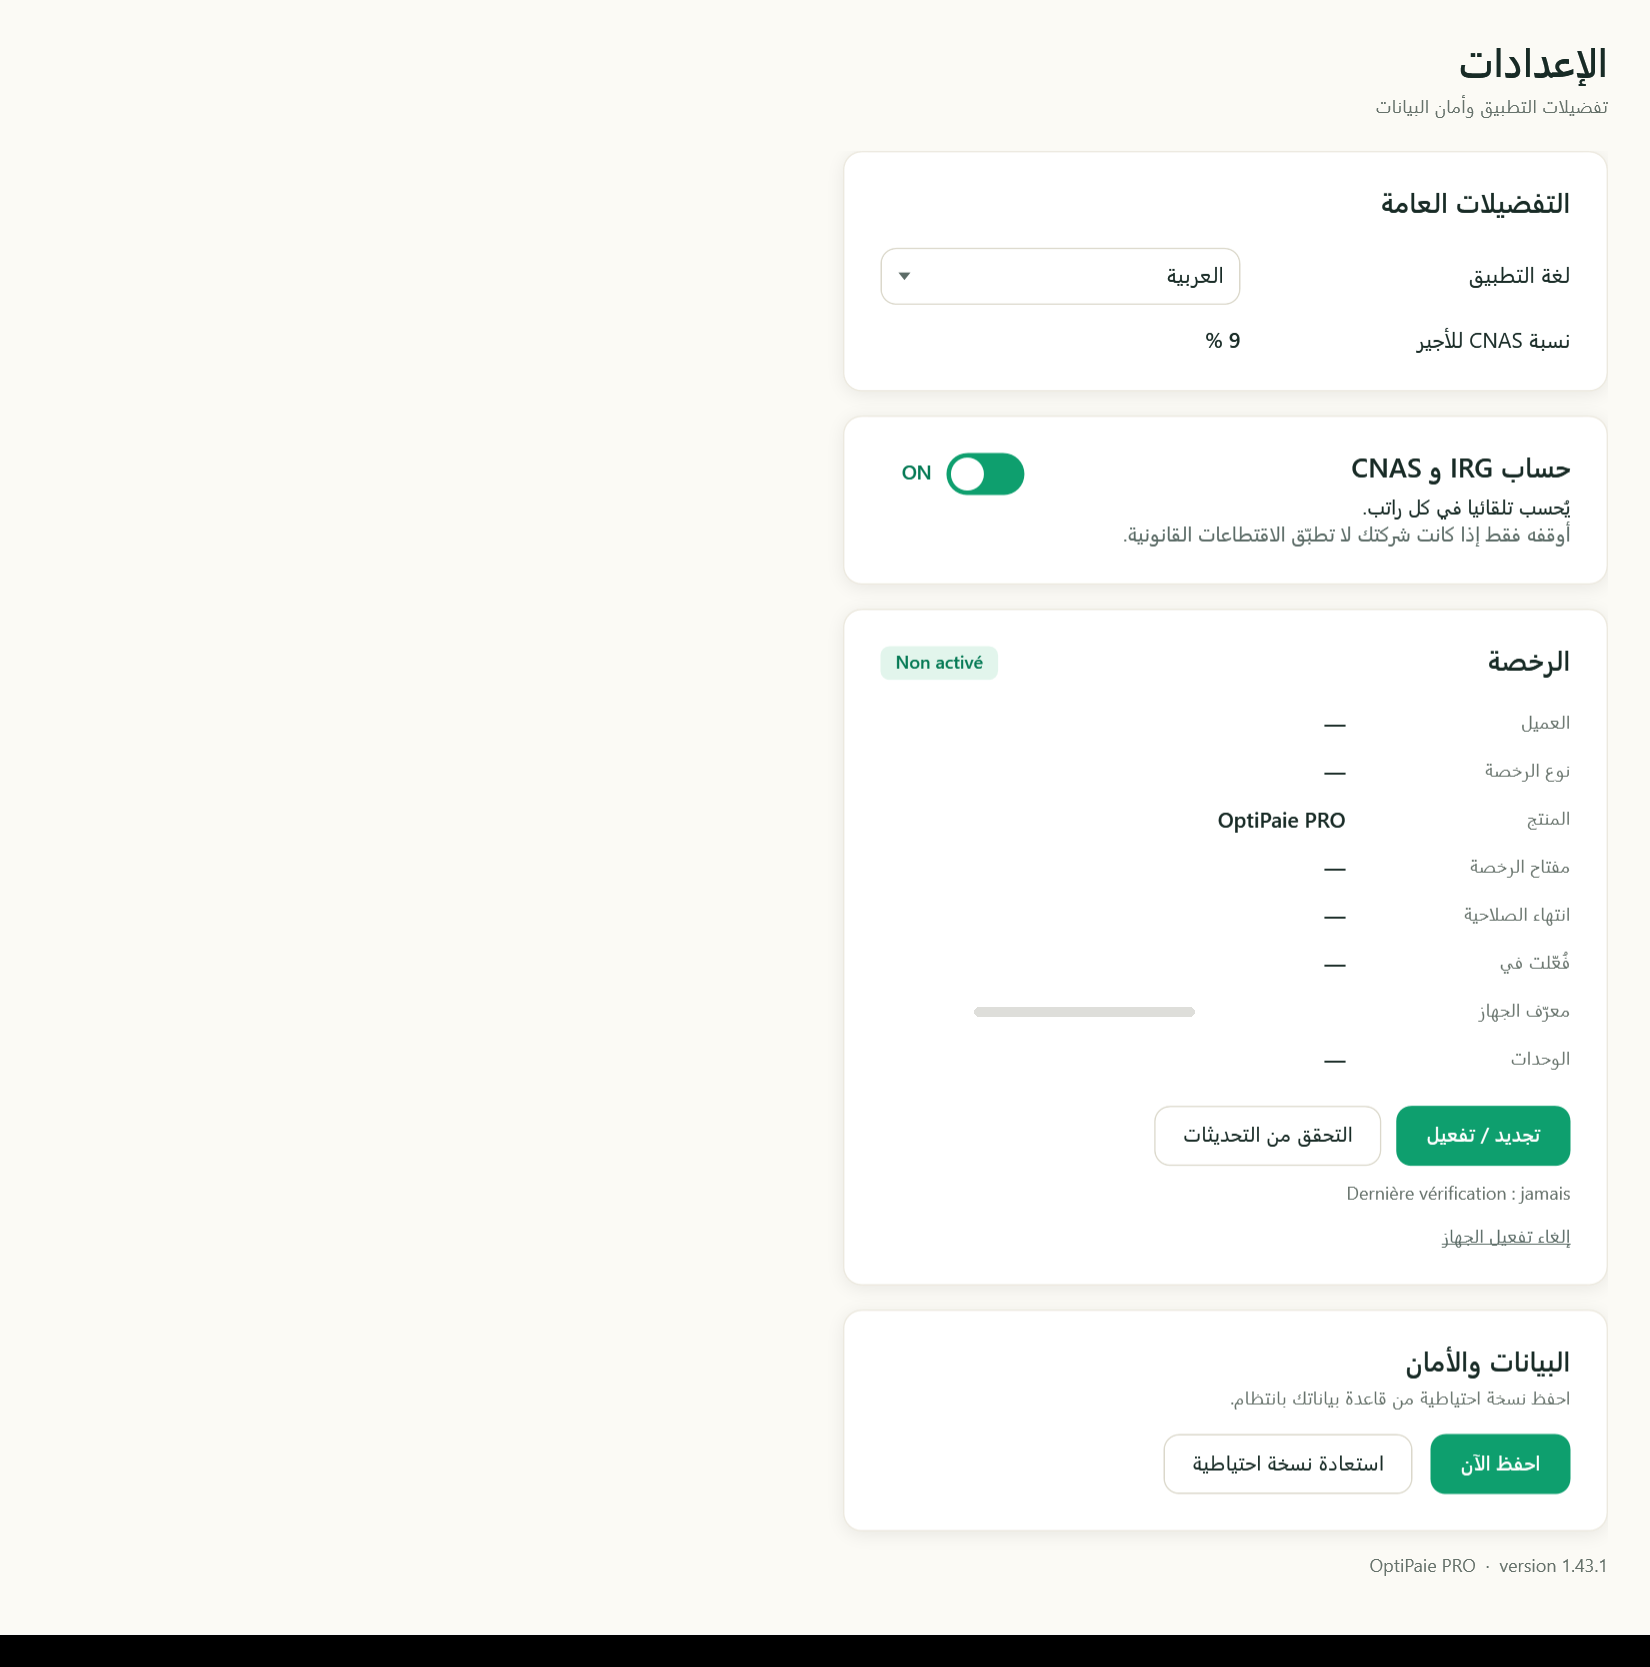 الإعدادات
تفضيلات التطبيق وأمان البيانات
التفضيلات العامة
لغة التطبيق العربية
نسبة CNAS للأجير 9 %
حساب IRG و CNAS ON
يُحسب تلقائيا في كل راتب.
أوقفه فقط إذا كانت شركتك لا تطبّق الاقتطاعات القانونية.
الرخصة Non activé
العميل —
نوع الرخصة —
المنتج OptiPaie PRO
مفتاح الرخصة —
انتهاء الصلاحية —
فُعّلت في —
معرّف الجهاز
الوحدات —
تجديد / تفعيل التحقق من التحديثات
Dernière vérification : jamais
إلغاء تفعيل الجهاز
البيانات والأمان
احفظ نسخة احتياطية من قاعدة بياناتك بانتظام.
احفظ الآن استعادة نسخة احتياطية
OptiPaie PRO · version 1.43.1